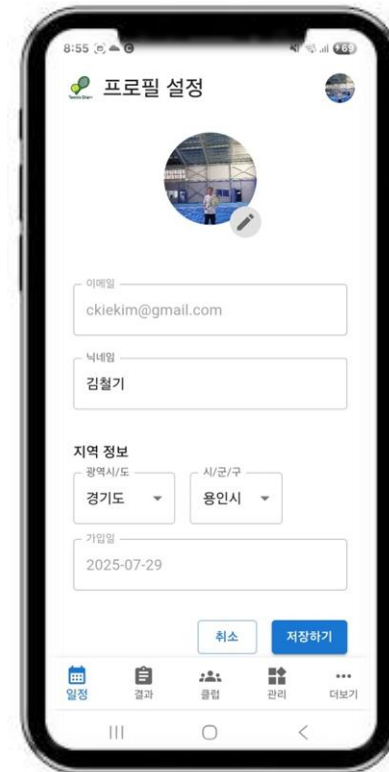 8:55
69
프로필 설정
이메일
ckiekim@gmail.com
닉네임
김철기
지역 정보
광역시/도
시/군/구
경기도
용인시
가입일
2025-07-29
취소
저장하기
일정
결과
클럽
관리
더보기